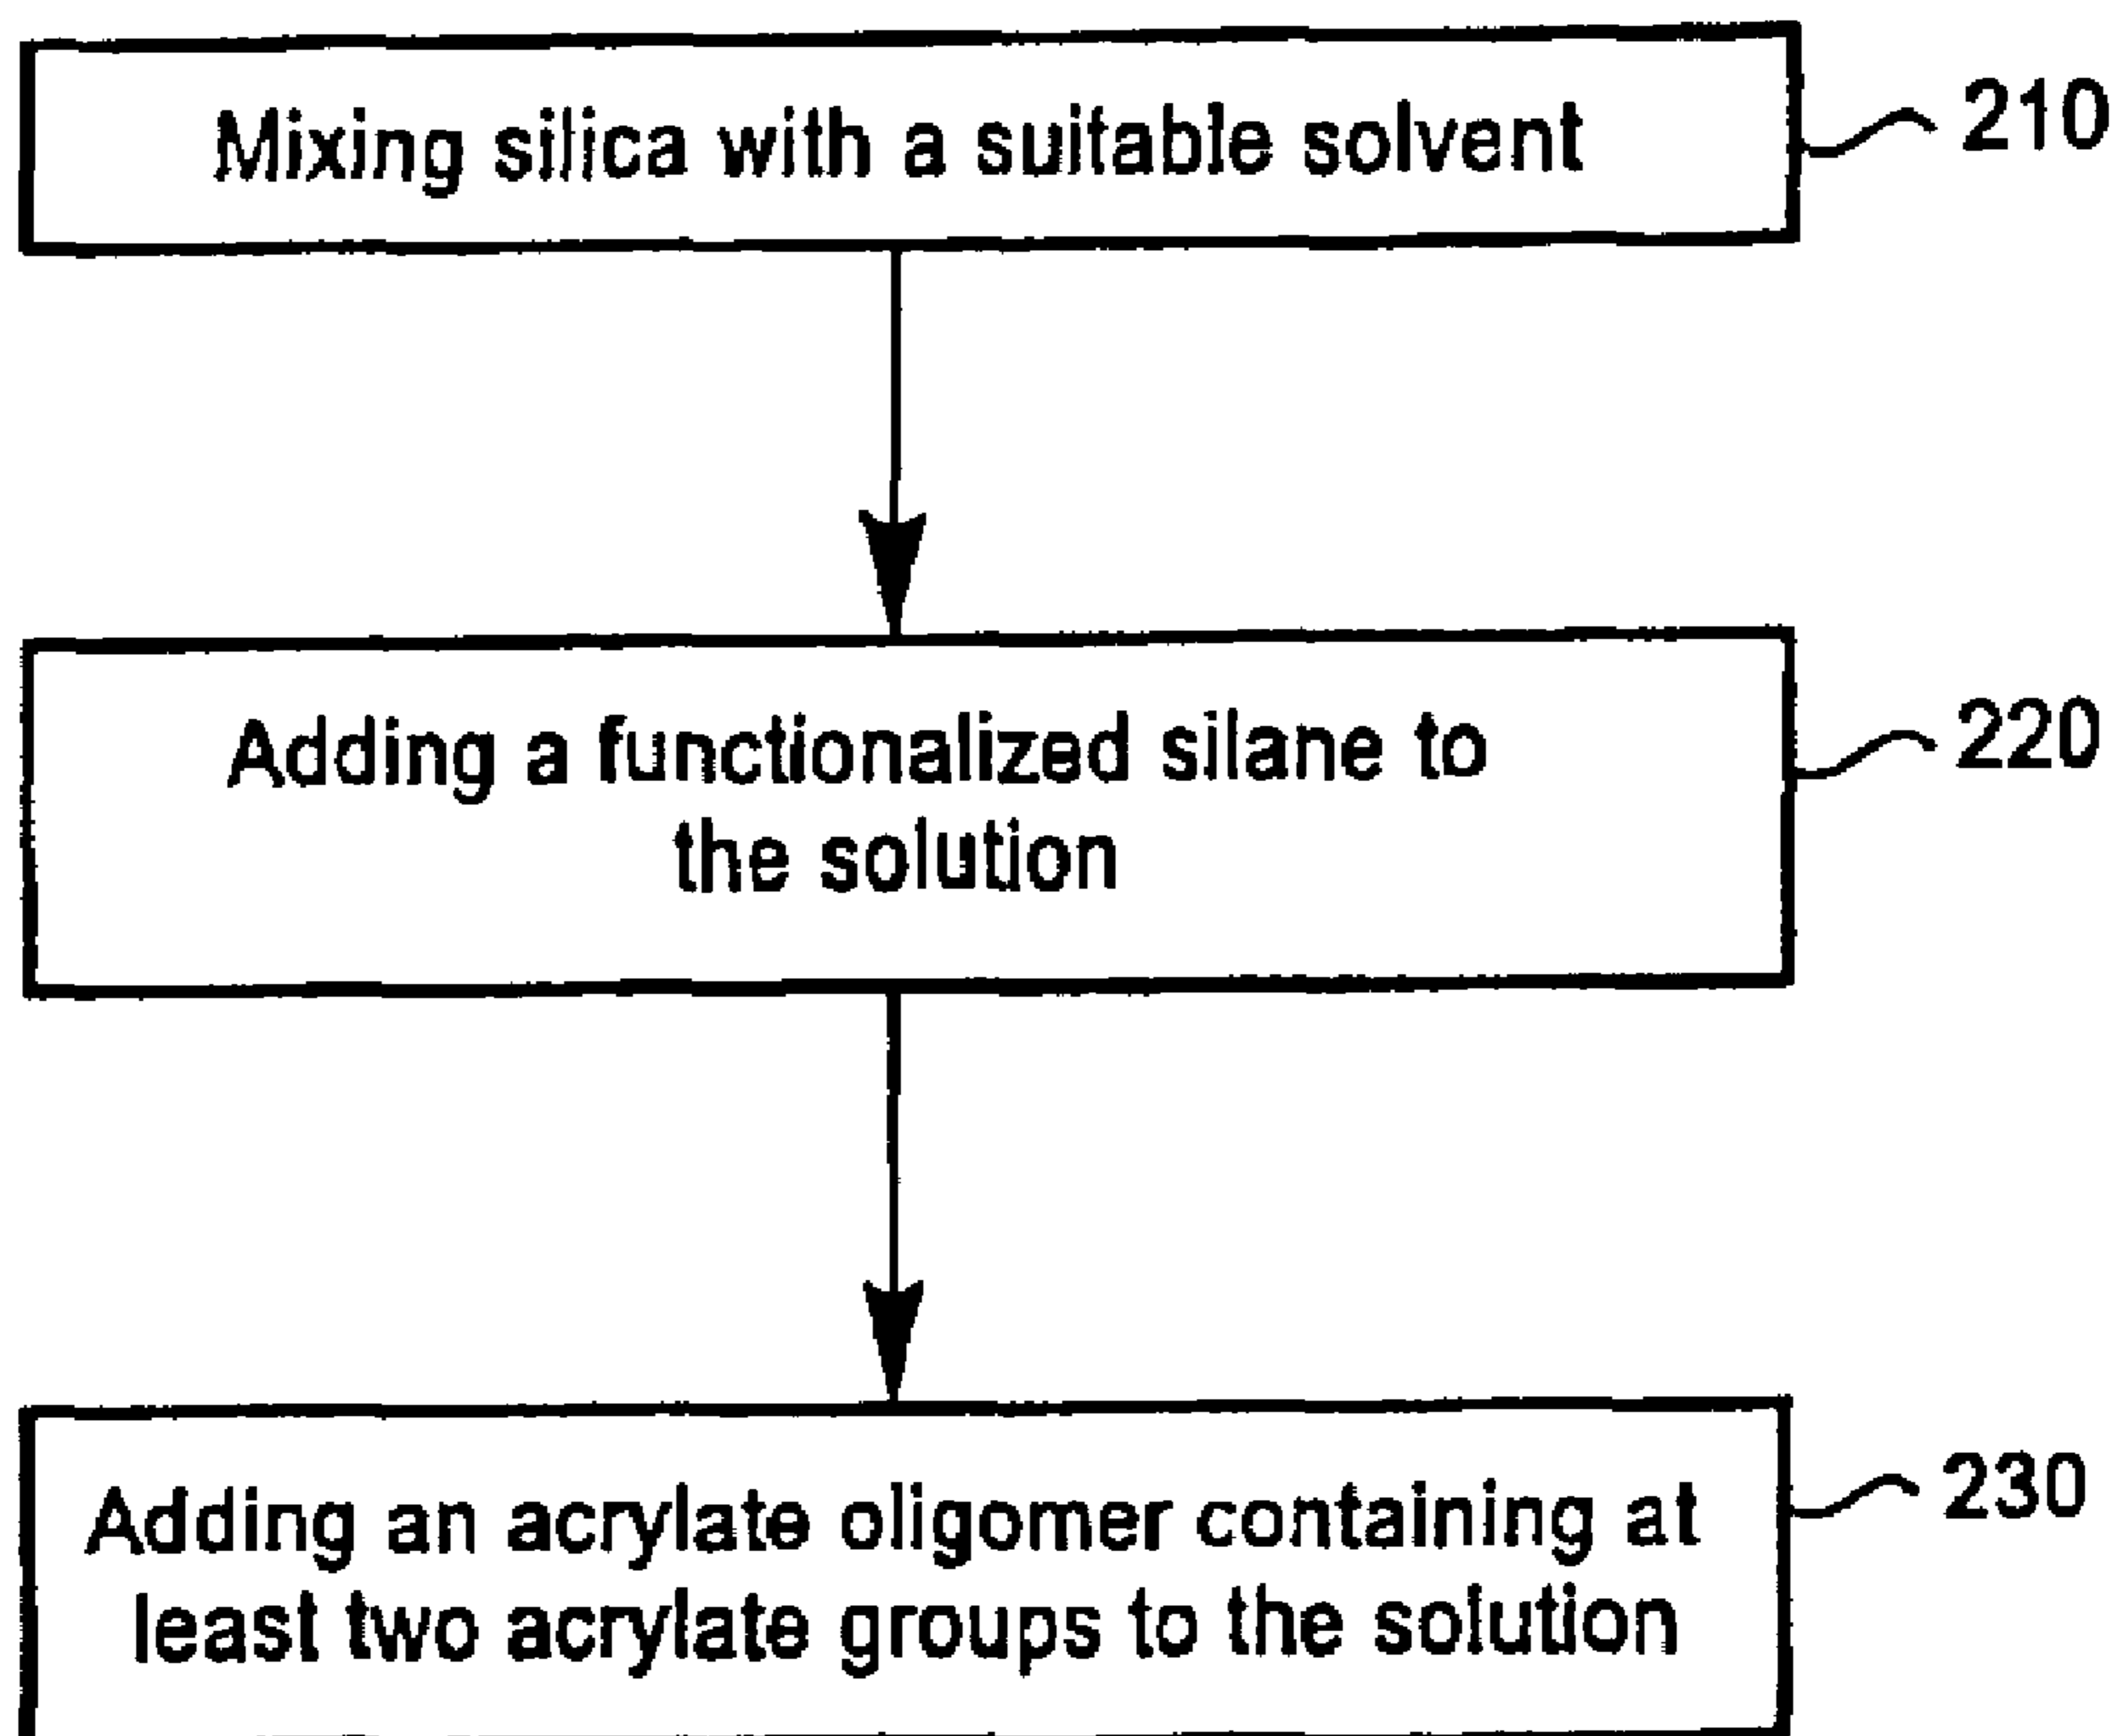 Mixing silica with a suitable solvent
210
Adding a functionalized silane to
the solution
220
Adding an acrylate oligomer containing at
least two acrylate groups to the solution
230